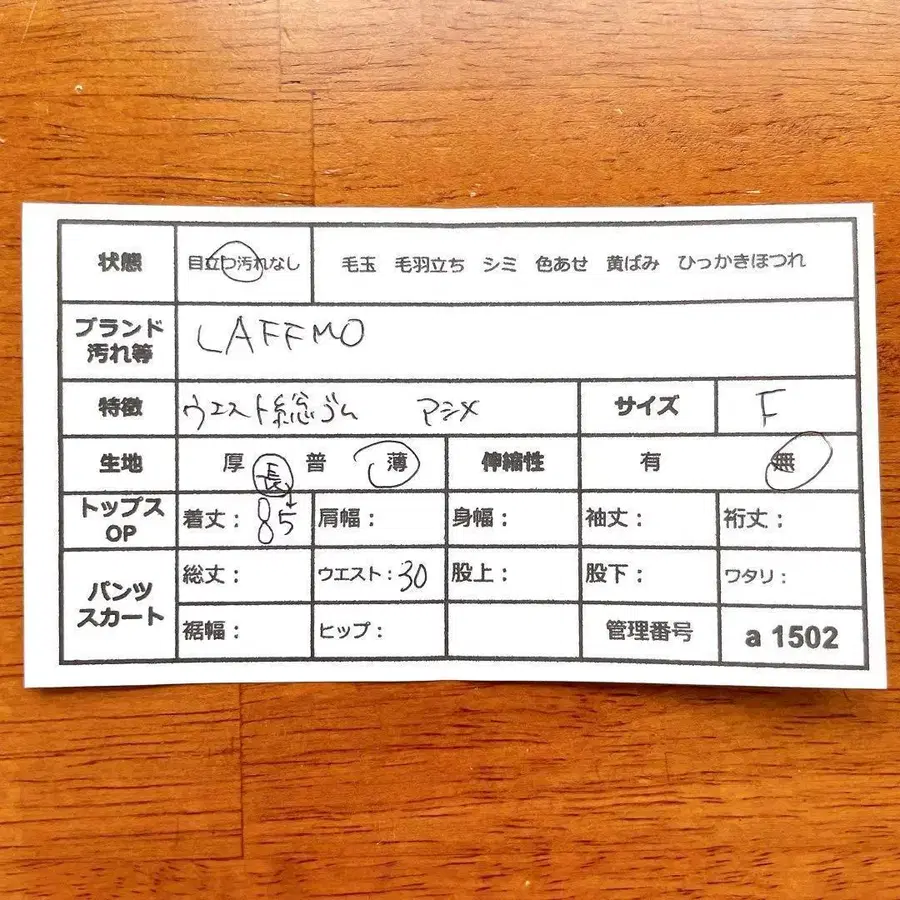 状態 目立つ汚れなし 毛玉 毛羽立ち シミ 色あせ 黄ばみ ひっかきほつれ
ブランド 汚れ等 LAFFMO
特徴 ウエスト総ゴム アシメ サイズ F
生地 厚 普 薄 伸縮性 有 無
長
トップス OP 着丈： 85 肩幅： 身幅： 袖丈： 裄丈：
パンツ スカート 総丈： ウエスト：30 股上： 股下： ワタリ：
裾幅： ヒップ： 管理番号 a 1502